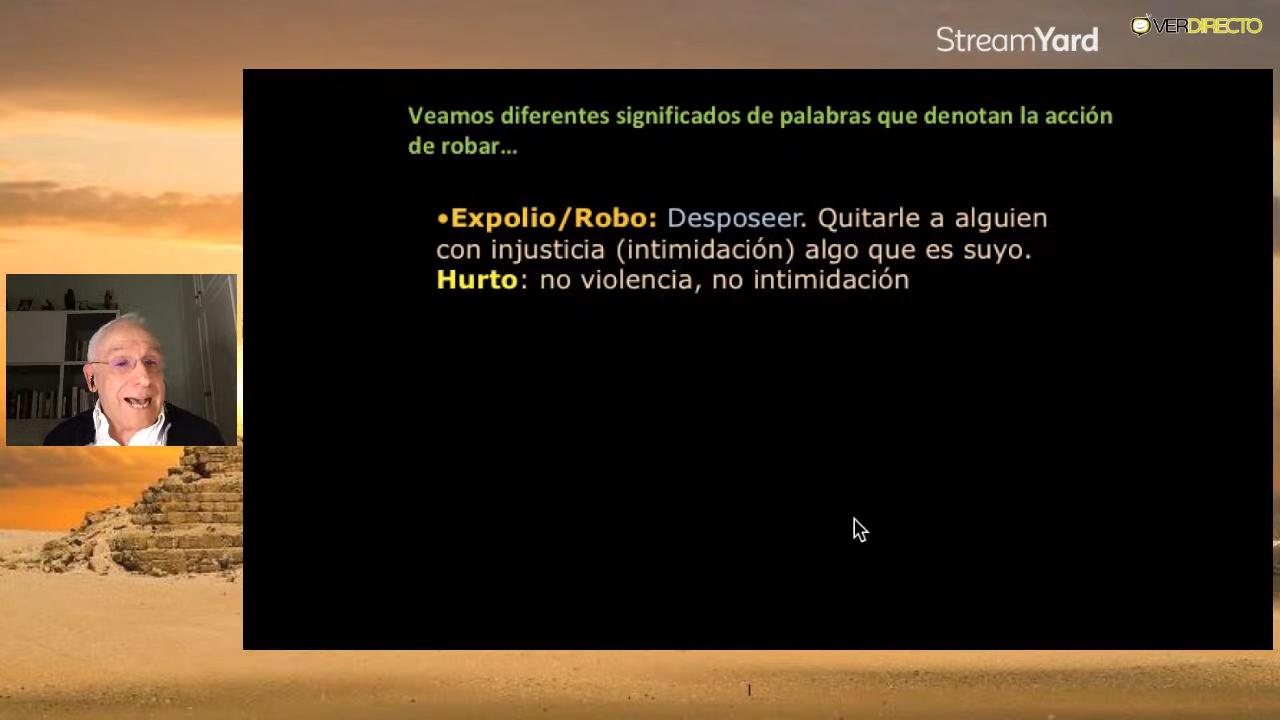 StreamYard
OVERDIRECTO
Veamos diferentes significados de palabras que denotan la acción
de robar...
•Expolio/Robo: Desposeer. Quitarle a alguien
con injusticia (intimidación) algo que es suyo.
Hurto: no violencia, no intimidación